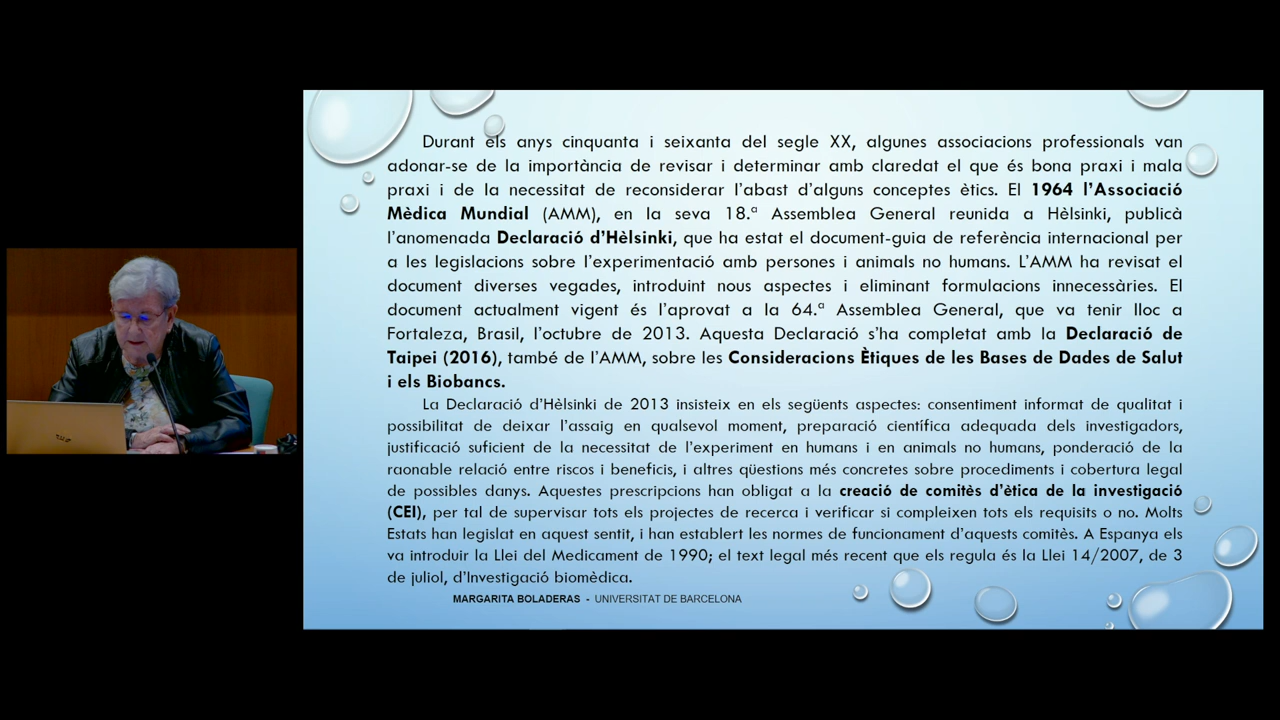 Durant els anys cinquanta i seixanta del segle XX, algunes associacions professionals van
adonar-se de la importància de revisar i determinar amb claredat el que és bona praxi i mala
praxi i de la necessitat de reconsiderar l'abast d'alguns conceptes ètics. El 1964 l'Associació
Mèdica Mundial (AMM), en la seva 18.ª Assemblea General reunida a Hèlsinki, publicà
l'anomenada Declaració d'Hèlsinki, que ha estat el document-guia de referència internacional per
a les legislacions sobre l'experimentació amb persones i animals no humans. L'AMM ha revisat el
document diverses vegades, introduint nous aspectes i eliminant formulacions innecessàries. El
document actualment vigent és l'aprovat a la 64.ª Assemblea General, que va tenir lloc a
Fortaleza, Brasil, l'octubre de 2013. Aquesta Declaració s'ha completat amb la Declaració de
Taipei (2016), també de l'AMM, sobre les Consideracions Ètiques de les Bases de Dades de Salut
i els Biobancs.
La Declaració d'Hèlsinki de 2013 insisteix en els següents aspectes: consentiment informat de qualitat i
possibilitat de deixar l'assaig en qualsevol moment, preparació científica adequada dels investigadors,
justificació suficient de la necessitat de l'experiment en humans i en animals no humans, ponderació de la
raonable relació entre riscos i beneficis, i altres qüestions més concretes sobre procediments i cobertura legal
de possibles danys. Aquestes prescripcions han obligat a la creació de comitès d'ètica de la investigació
(CEI), per tal de supervisar tots els projectes de recerca i verificar si compleixen tots els requisits o no. Molts
Estats han legislat en aquest sentit, i han establert les normes de funcionament d'aquests comitès. A Espanya els
va introduir la Llei del Medicament de 1990; el text legal més recent que els regula és la Llei 14/2007, de 3
de juliol, d'Investigació biomèdica.
MARGARITA BOLADERAS - UNIVERSITAT DE BARCELONA